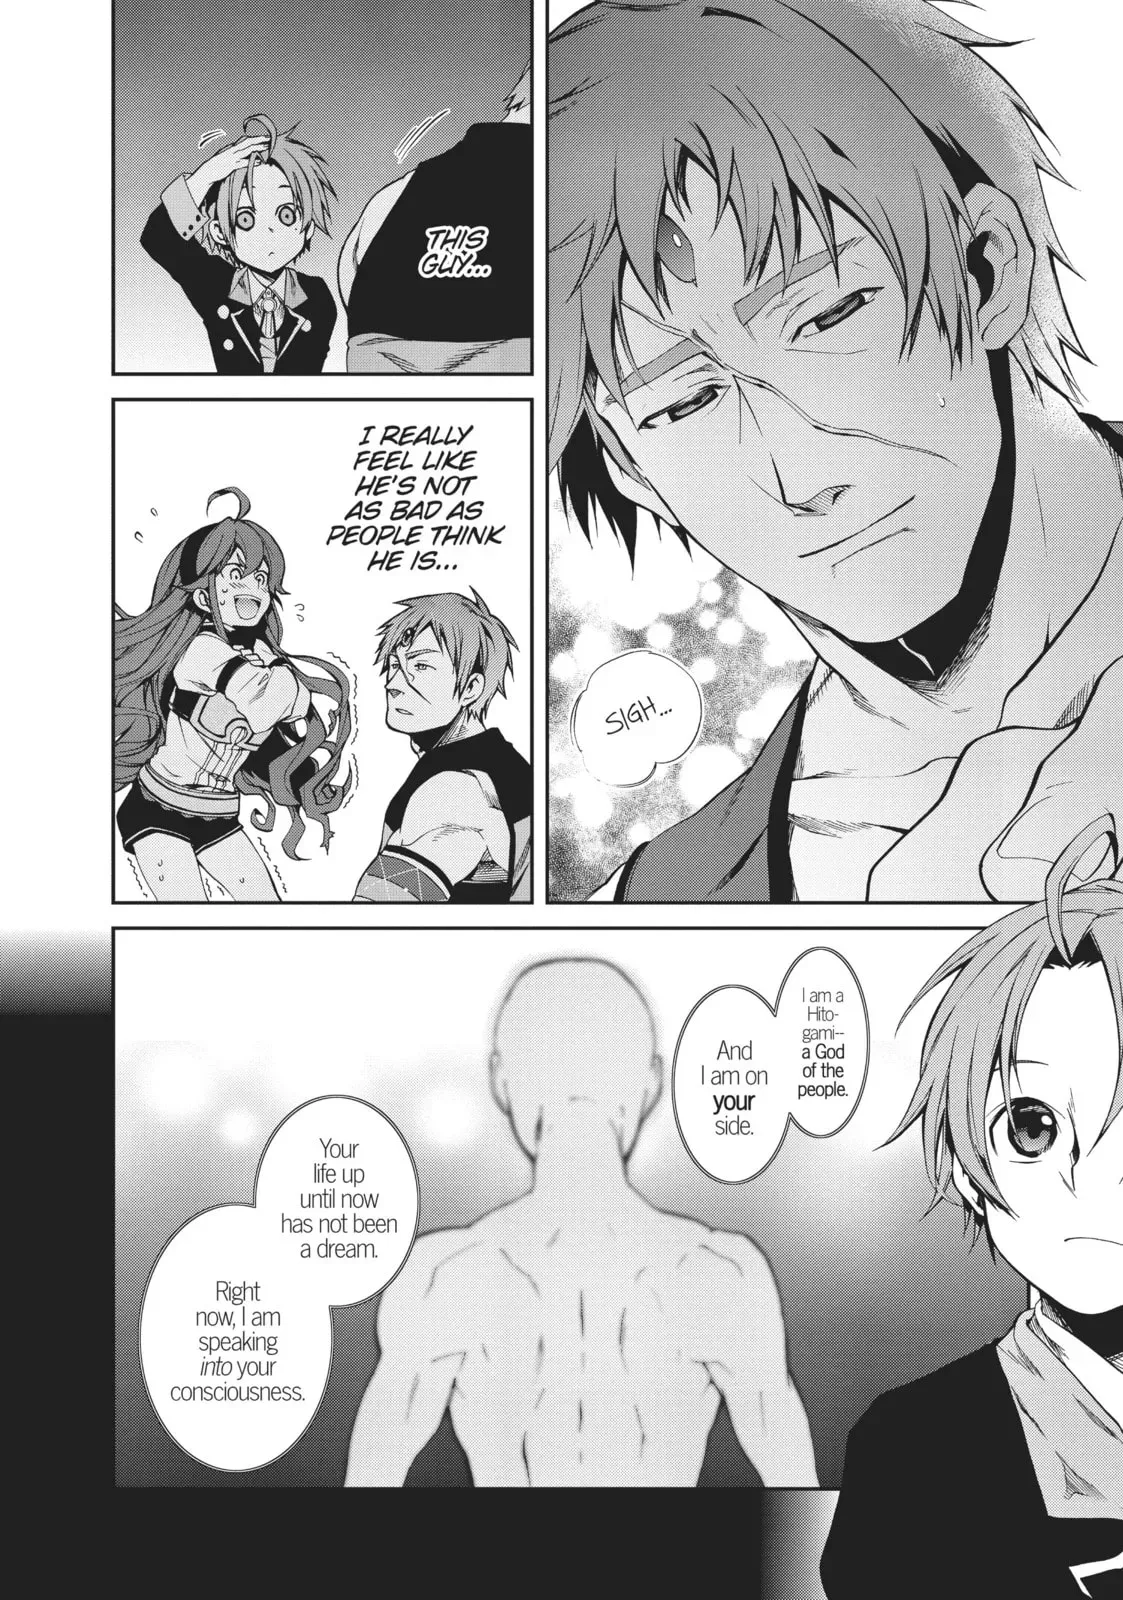 SIGH...
THIS
GUY...
I REALLY
FEEL LIKE
HE'S NOT
AS BAD AS
PEOPLE THINK
HE IS...
I am a
Hito-
gami--
a God
of the
people.
And
I am on
your
side.
Your
life up
until now
has not been
a dream.
Right
now, I am
speaking
into your
consciousness.